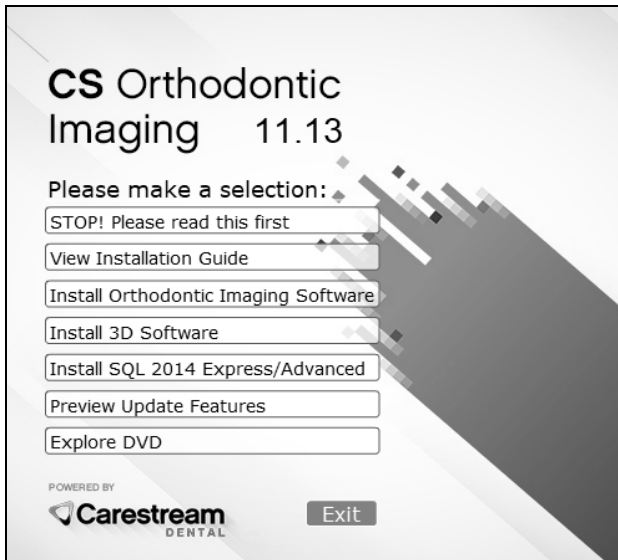 CS Orthodontic
Imaging 11.13
Please make a selection:
STOP! Please read this first
View Installation Guide
Install Orthodontic Imaging Software
Install 3D Software
Install SQL 2014 Express/Advanced
Preview Update Features
Explore DVD
POWERED BY
Carestream
DENTAL
Exit